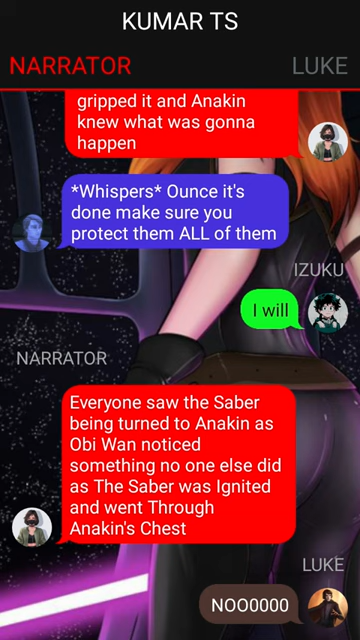 KUMAR TS
NARRATOR
LUKE
gripped it and Anakin
knew what was gonna
happen
*Whispers* Ounce it's
done make sure you
protect them ALL of them
IZUKU
I will
NARRATOR
Everyone saw the Saber
being turned to Anakin as
Obi Wan noticed
something no one else did
as The Saber was Ignited
and went Through
Anakin's Chest
LUKE
NOO0000